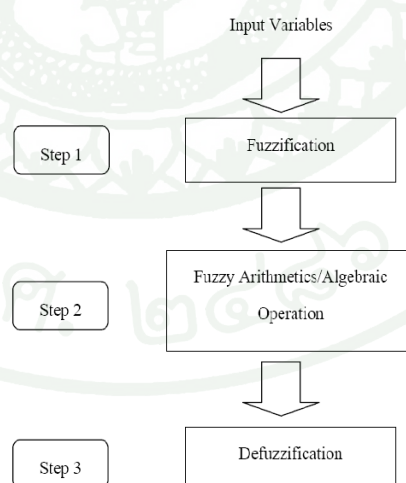 Input Variables
Step 1
Fuzzification
Step 2
Fuzzy Arithmetics/Algebraic
Operation
Step 3
Defuzzification